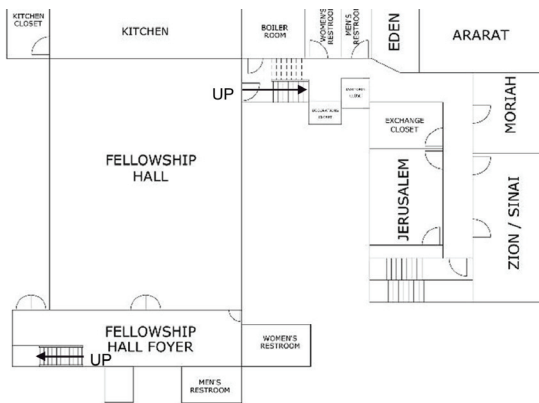 KITCHEN
CLOSET
KITCHEN
BOILER
ROOM
WOMEN'S
RESTROOM
MEN'S
RESTROOM
EDEN
ARARAT
UP
EXCHANGE
CLOSET
MORIAH
FELLOWSHIP
HALL
JERUSALEM
ZION / SINAI
FELLOWSHIP
HALL FOYER
UP
WOMEN'S
RESTROOM
MEN'S
RESTROOM